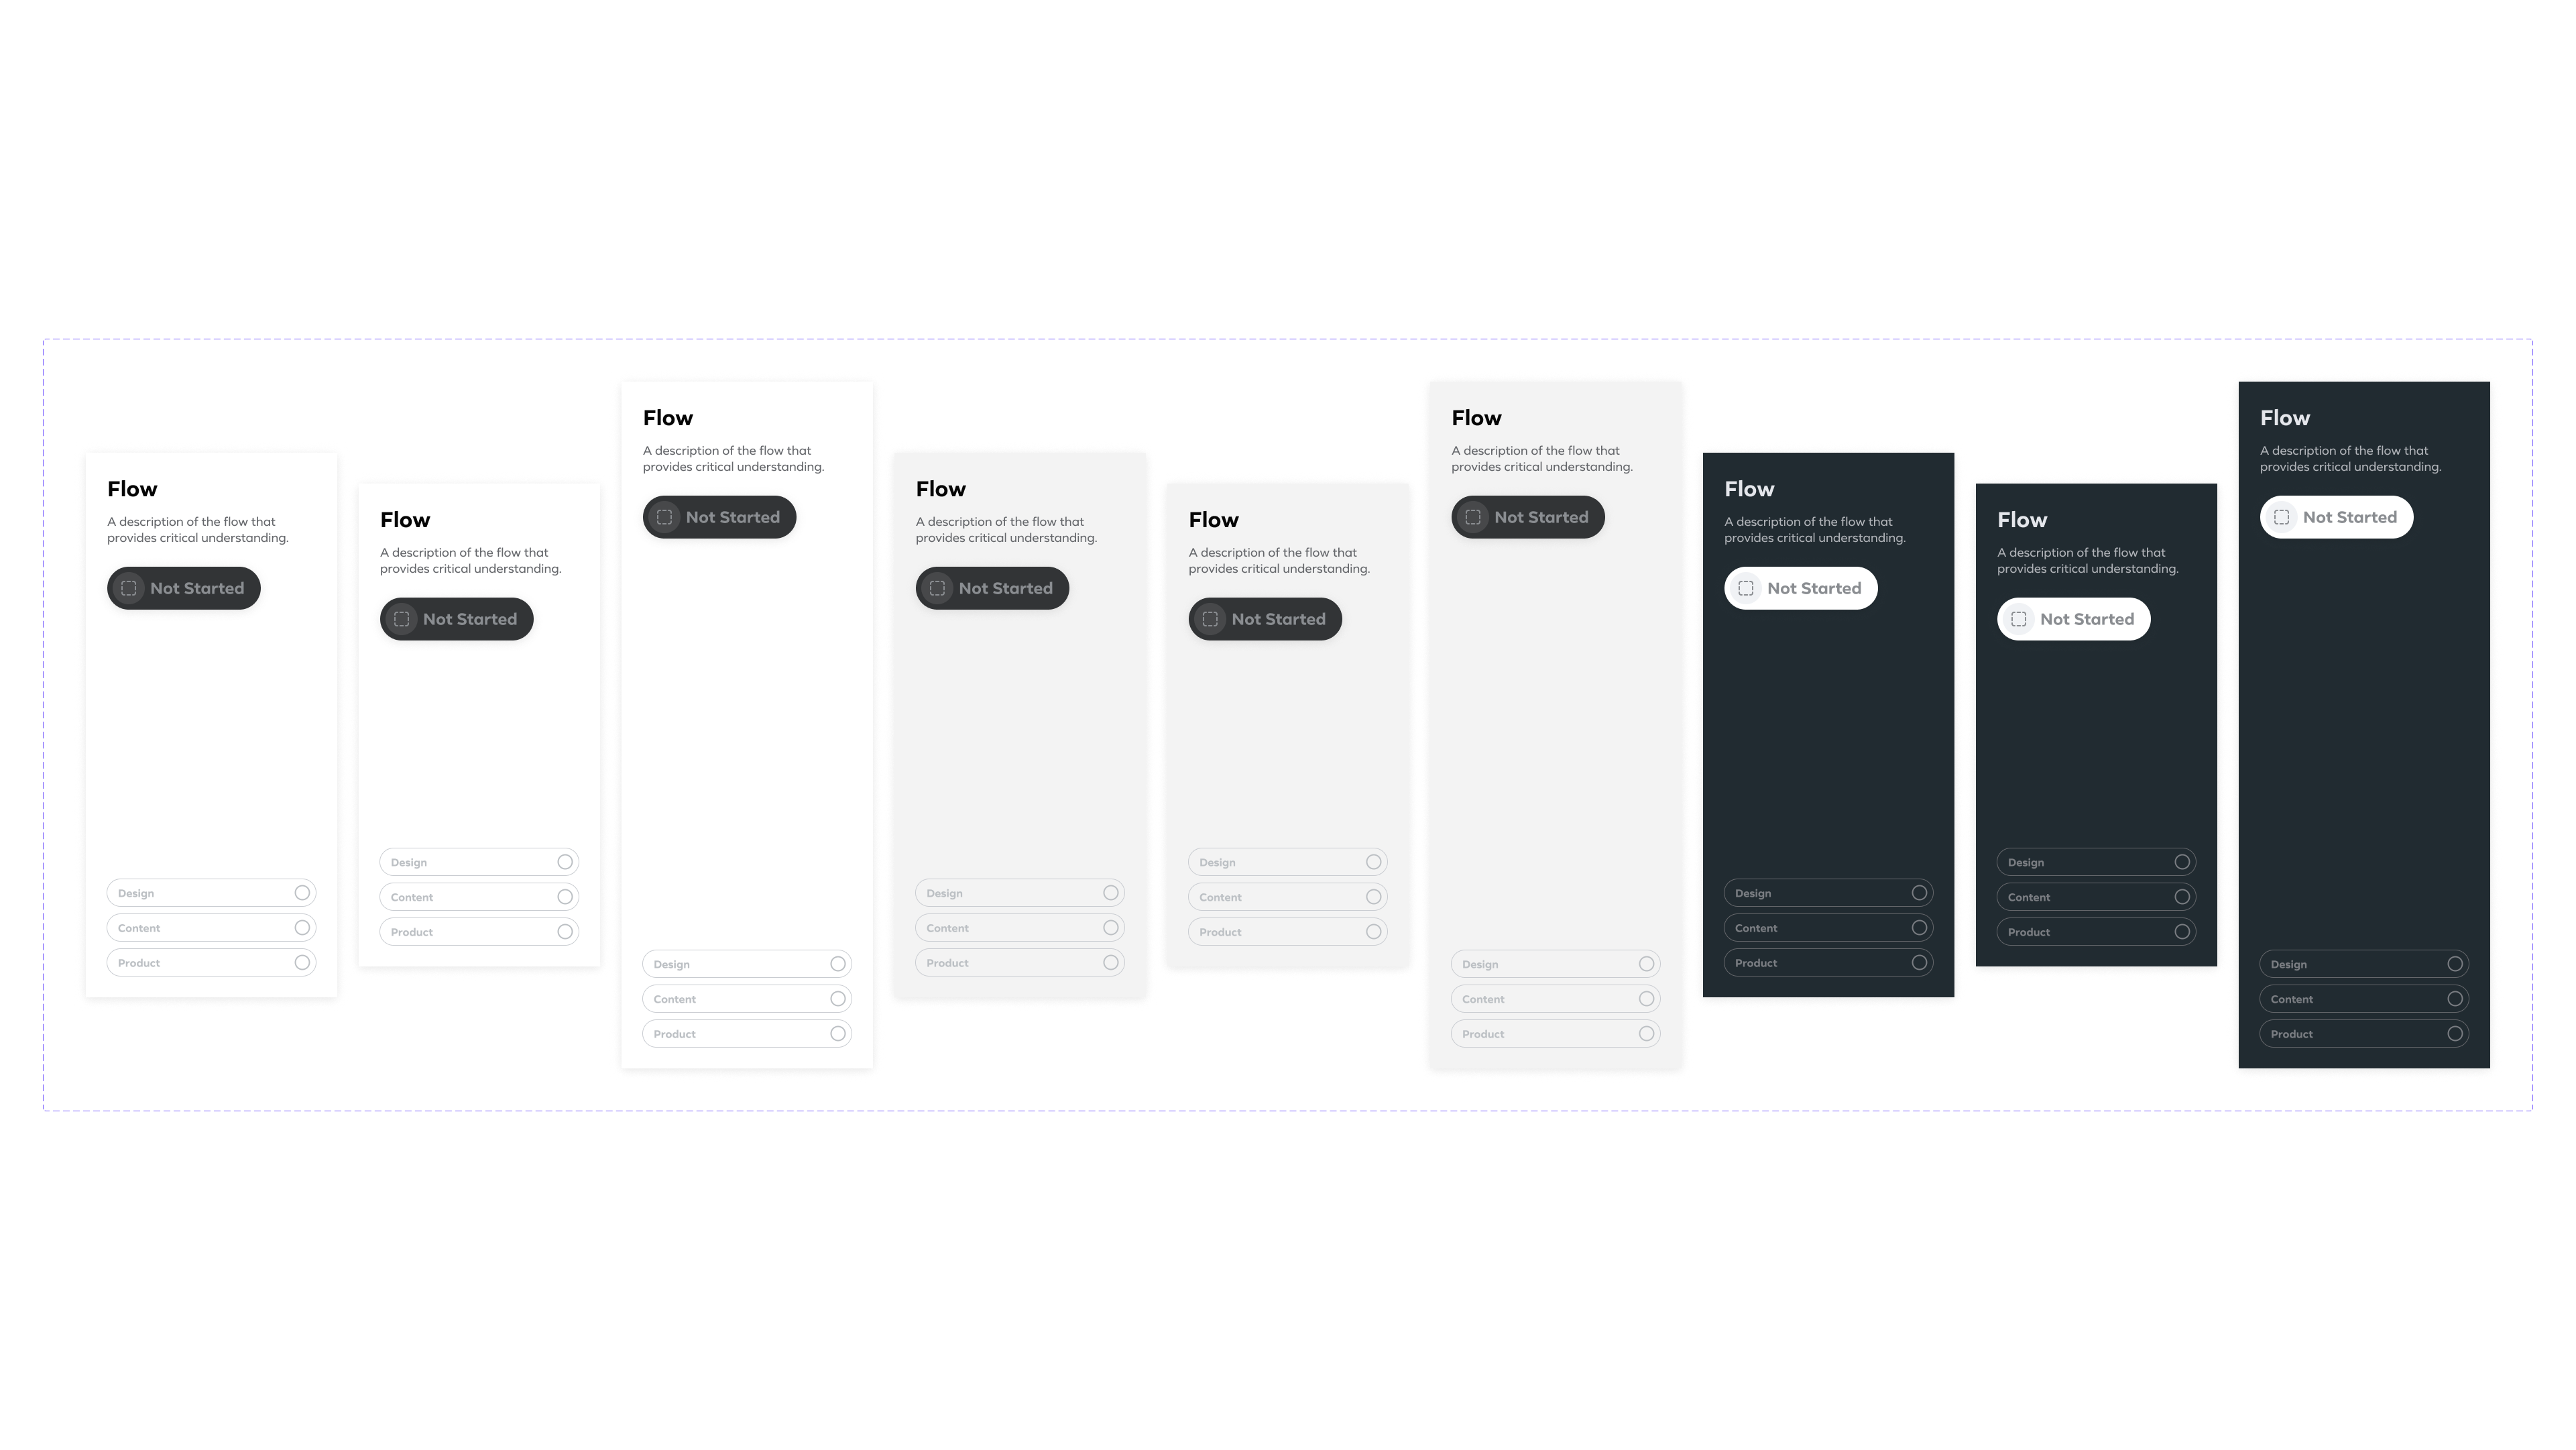 Flow
A description of the flow that
provides critical understanding.
Not Started
Design
Content
Product
Flow
A description of the flow that
provides critical understanding.
Not Started
Design
Content
Product
Flow
A description of the flow that
provides critical understanding.
Not Started
Design
Content
Product
Flow
A description of the flow that
provides critical understanding.
Not Started
Design
Content
Product
Flow
A description of the flow that
provides critical understanding.
Not Started
Design
Content
Product
Flow
A description of the flow that
provides critical understanding.
Not Started
Design
Content
Product
Flow
A description of the flow that
provides critical understanding.
Not Started
Design
Content
Product
Flow
A description of the flow that
provides critical understanding.
Not Started
Design
Content
Product
Flow
A description of the flow that
provides critical understanding.
Not Started
Design
Content
Product